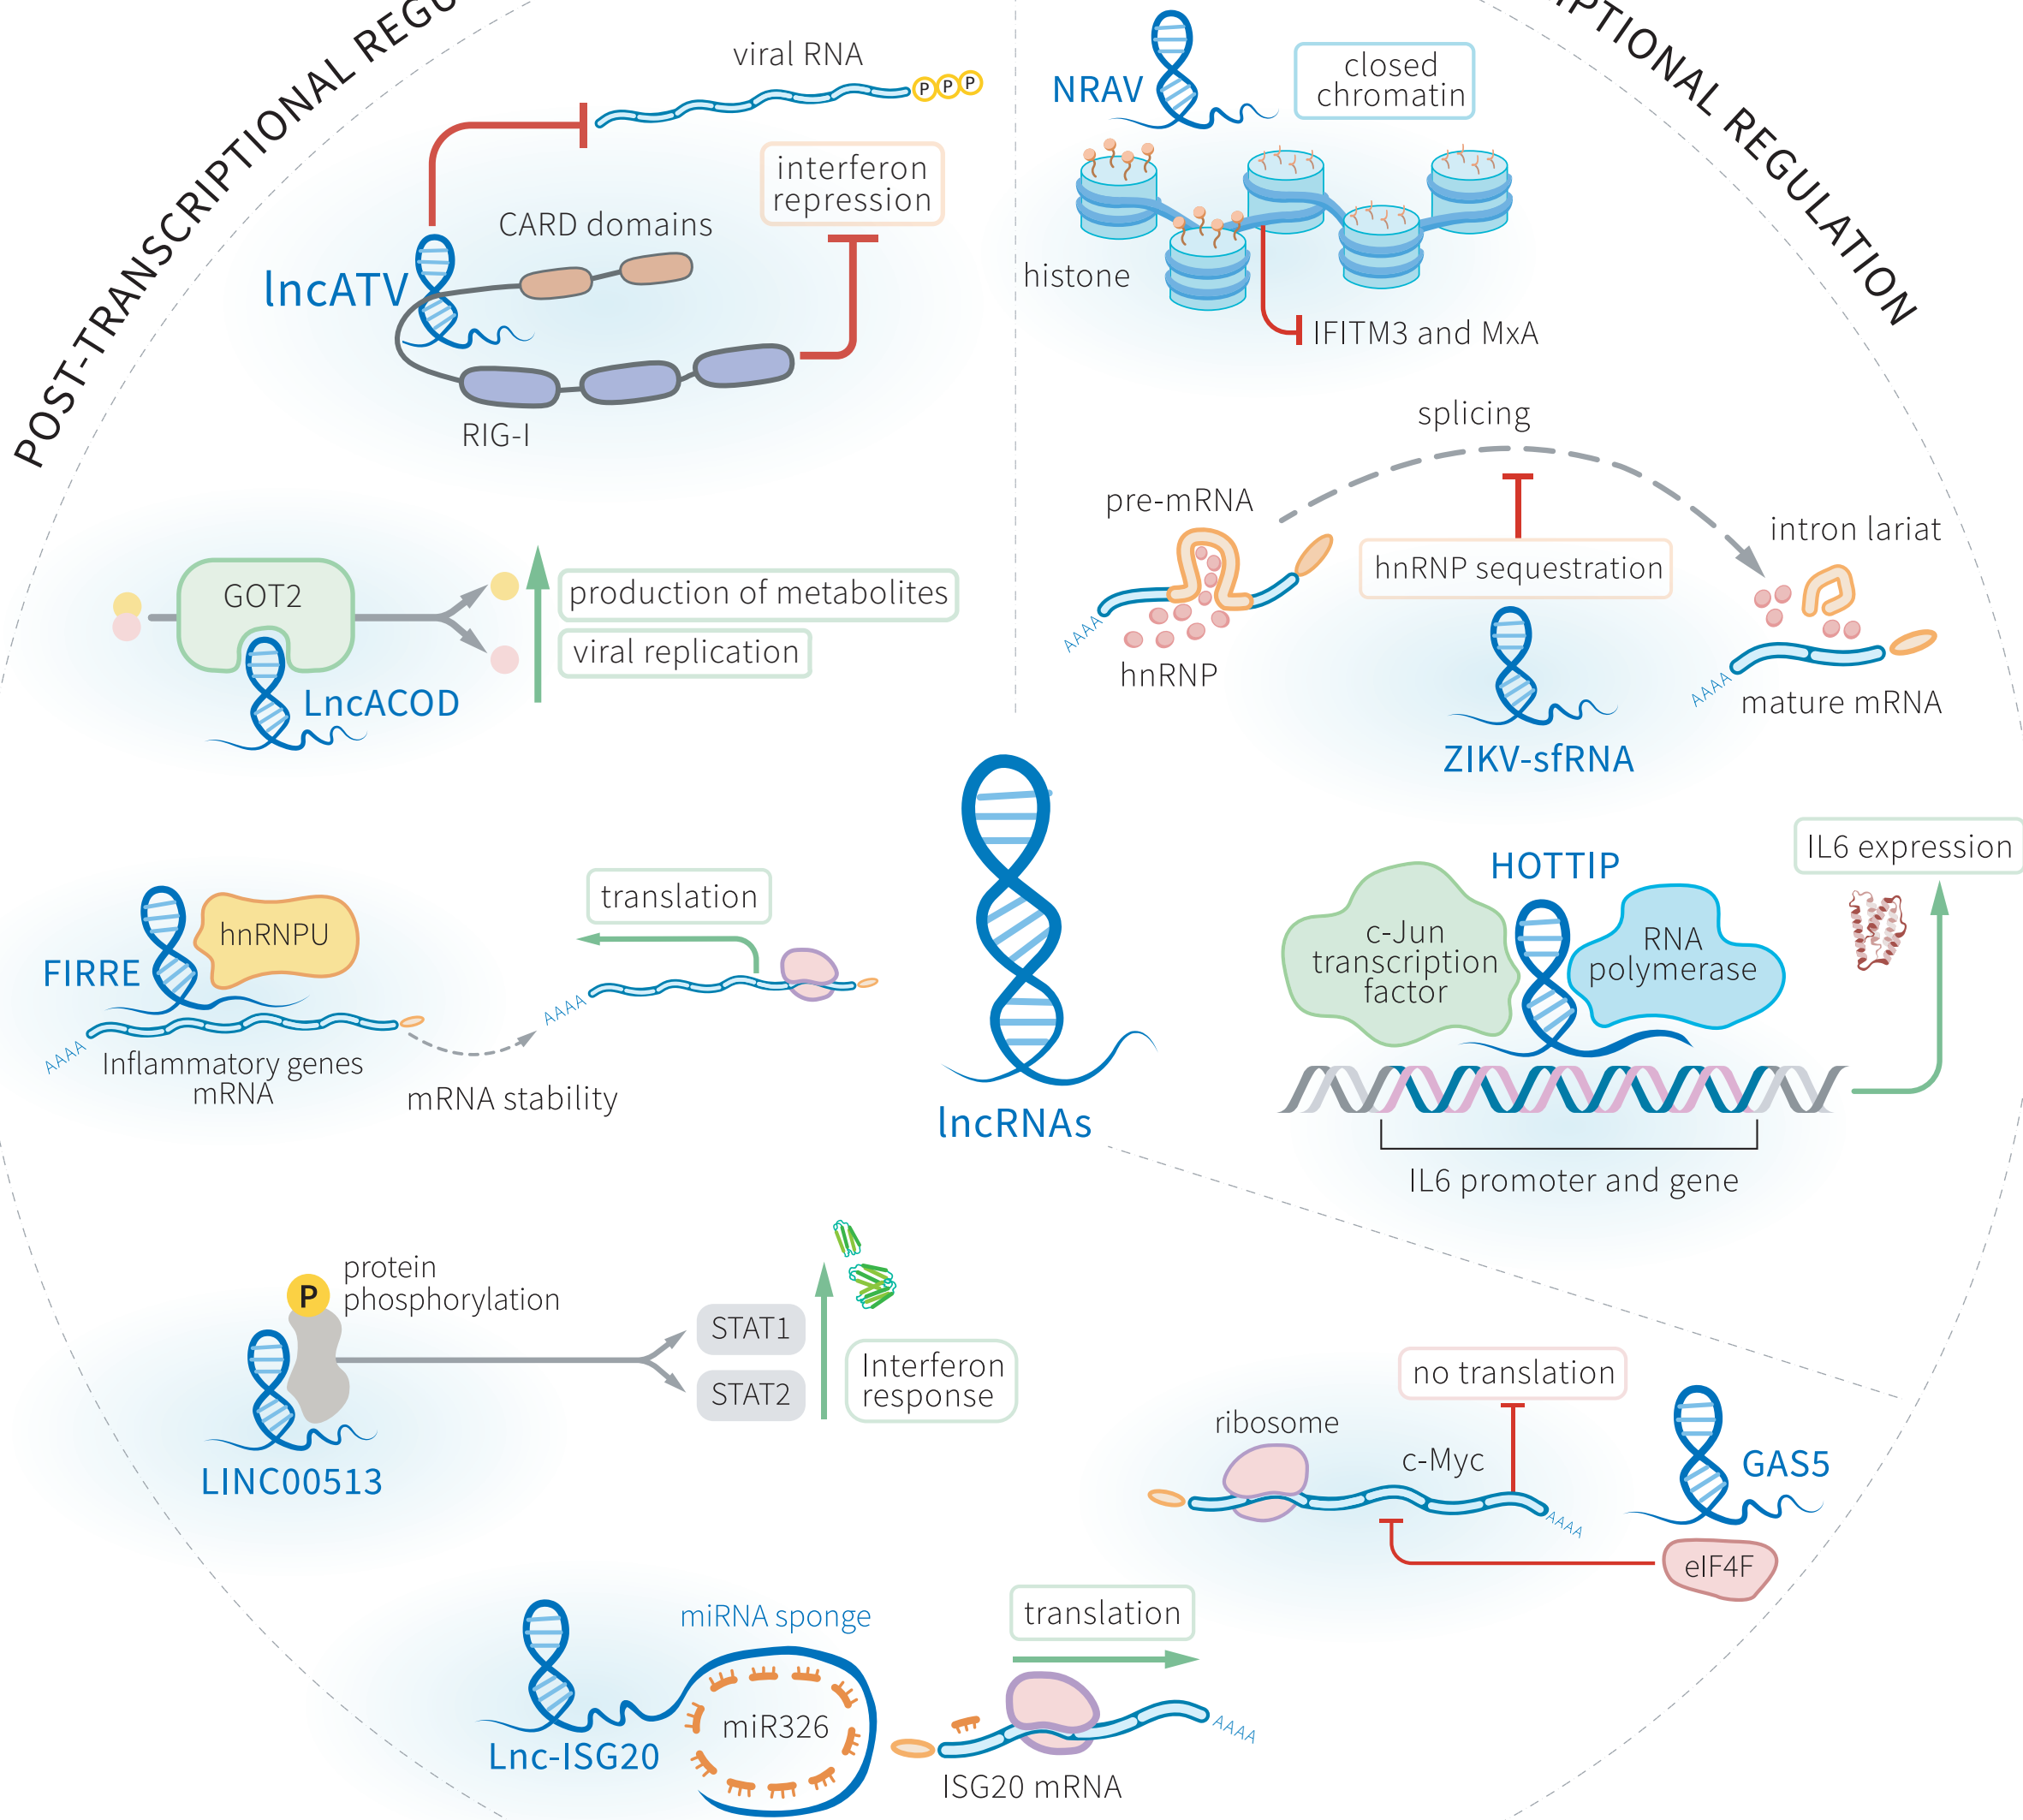 POST-TRANSCRIPTIONAL REGU
IPTIONAL REGULATION
viral RNA
P P P
interferon
repression
CARD domains
lncATV
RIG-I
NRAV
closed
chromatin
histone
IFITM3 and MxA
splicing
pre-mRNA
AAAA
hnRNP
hnRNP sequestration
intron lariat
AAAA
mature mRNA
ZIKV-sfRNA
GOT2
LncACOD
production of metabolites
viral replication
FIRRE
hnRNPU
AAAA
Inflammatory genes
mRNA
mRNA stability
translation
AAAA
lncRNAs
HOTTIP
c-Jun
transcription
factor
RNA
polymerase
IL6 expression
IL6 promoter and gene
P
protein
phosphorylation
LINC00513
STAT1
STAT2
Interferon
response
no translation
ribosome
c-Myc
AAAA
GAS5
eIF4F
miRNA sponge
miR326
Lnc-ISG20
translation
AAAA
ISG20 mRNA